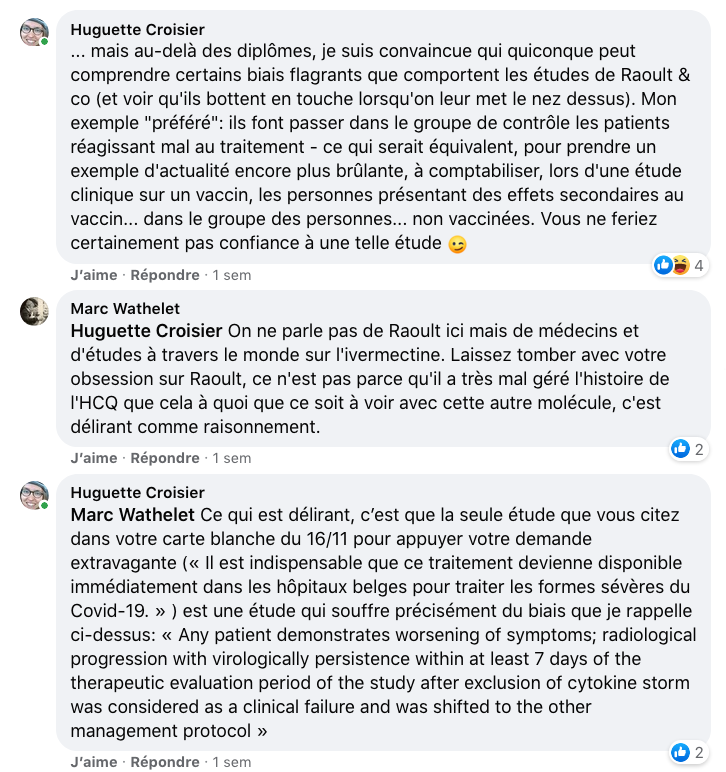 Huguette Croisier
... mais au-delà des diplômes, je suis convaincue qui quiconque peut
comprendre certains biais flagrants que comportent les études de Raoult &
co (et voir qu'ils bottent en touche lorsqu'on leur met le nez dessus). Mon
exemple "préféré": ils font passer dans le groupe de contrôle les patients
réagissant mal au traitement - ce qui serait équivalent, pour prendre un
exemple d'actualité encore plus brûlante, à comptabiliser, lors d'une étude
clinique sur un vaccin, les personnes présentant des effets secondaires au
vaccin... dans le groupe des personnes... non vaccinées. Vous ne feriez
certainement pas confiance à une telle étude 😉
4
J'aime · Répondre · 1 sem
Marc Wathelet
Huguette Croisier On ne parle pas de Raoult ici mais de médecins et
d'études à travers le monde sur l'ivermectine. Laissez tomber avec votre
obsession sur Raoult, ce n'est pas parce qu'il a très mal géré l'histoire de
l'HCQ que cela à quoi que ce soit à voir avec cette autre molécule, c'est
délirant comme raisonnement.
2
J'aime · Répondre · 1 sem
Huguette Croisier
Marc Wathelet Ce qui est délirant, c’est que la seule étude que vous citez
dans votre carte blanche du 16/11 pour appuyer votre demande
extravagante (« Il est indispensable que ce traitement devienne disponible
immédiatement dans les hôpitaux belges pour traiter les formes sévères du
Covid-19. » ) est une étude qui souffre précisément du biais que je rappelle
ci-dessus: « Any patient demonstrates worsening of symptoms; radiological
progression with virologically persistence within at least 7 days of the
therapeutic evaluation period of the study after exclusion of cytokine storm
was considered as a clinical failure and was shifted to the other
management protocol »
2
J'aime · Répondre · 1 sem